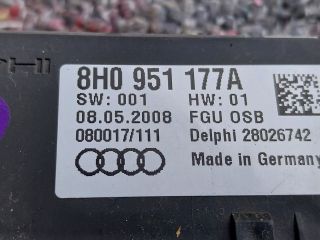 8H0 951 177A
SW: 001 HW: 01
08.05.2008 FGU OSB
080017/111 Delphi 28026742
Made in Germany